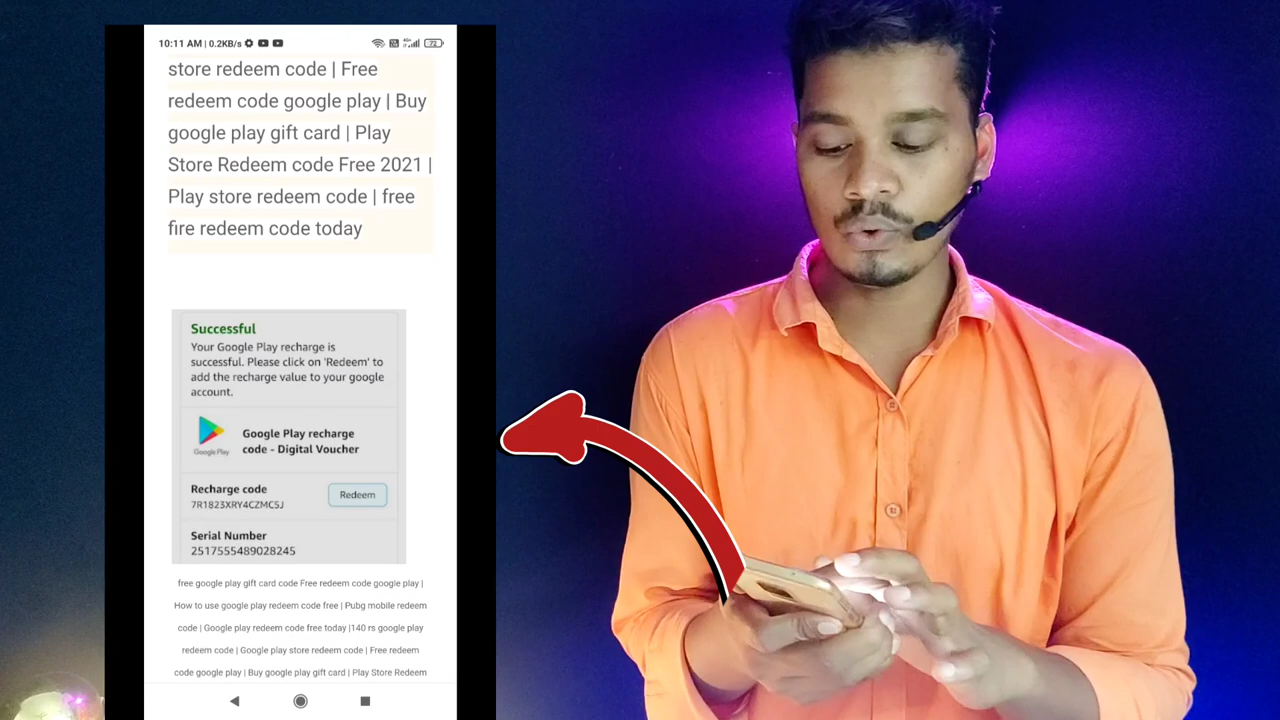 10:11 AM | 0.2KB/s
72
store redeem code | Free
redeem code google play | Buy
google play gift card | Play
Store Redeem code Free 2021 |
Play store redeem code | free
fire redeem code today
Successful
Your Google Play recharge is
successful. Please click on 'Redeem' to
add the recharge value to your google
account.
Google Play
Google Play recharge
code - Digital Voucher
Recharge code
7R1823XRY4CZMC5J
Redeem
Serial Number
2517555489028245
free google play gift card code Free redeem code google play |
How to use google play redeem code free | Pubg mobile redeem
code | Google play redeem code free today |140 rs google play
redeem code | Google play store redeem code | Free redeem
code google play | Buy google play gift card | Play Store Redeem